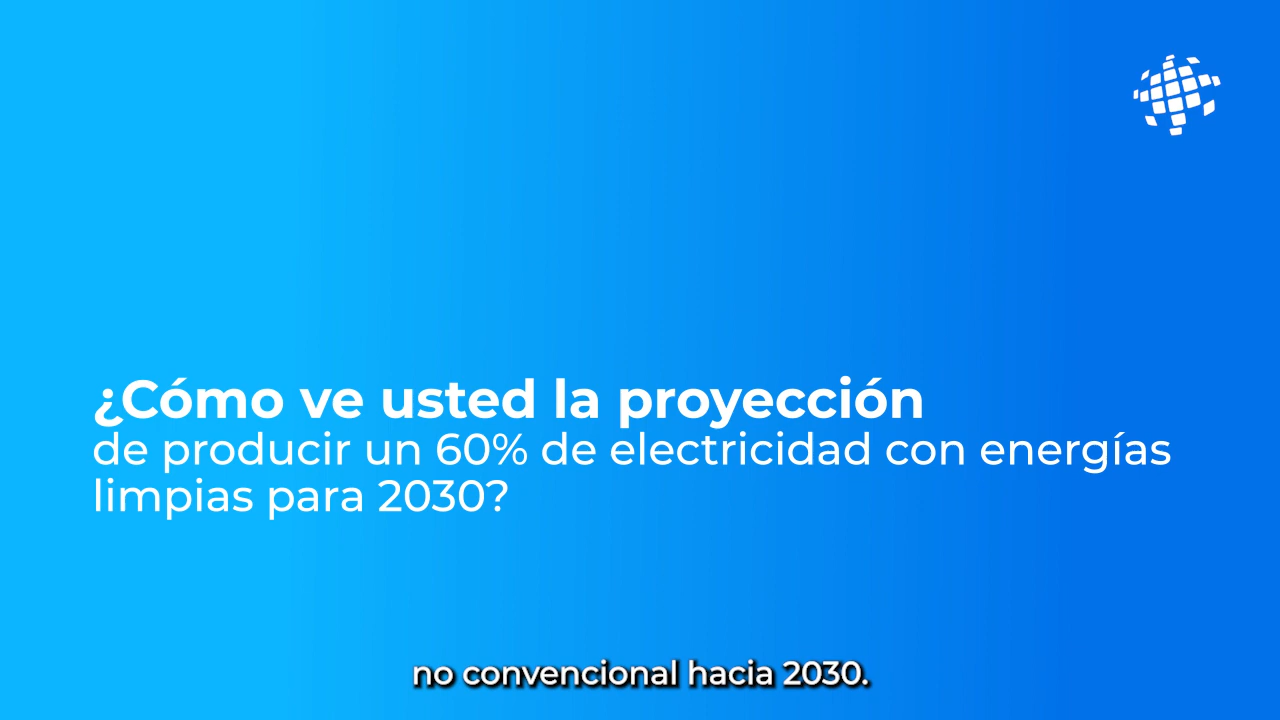 ¿Cómo ve usted la proyección
de producir un 60% de electricidad con energías
limpias para 2030?
no convencional hacia 2030.